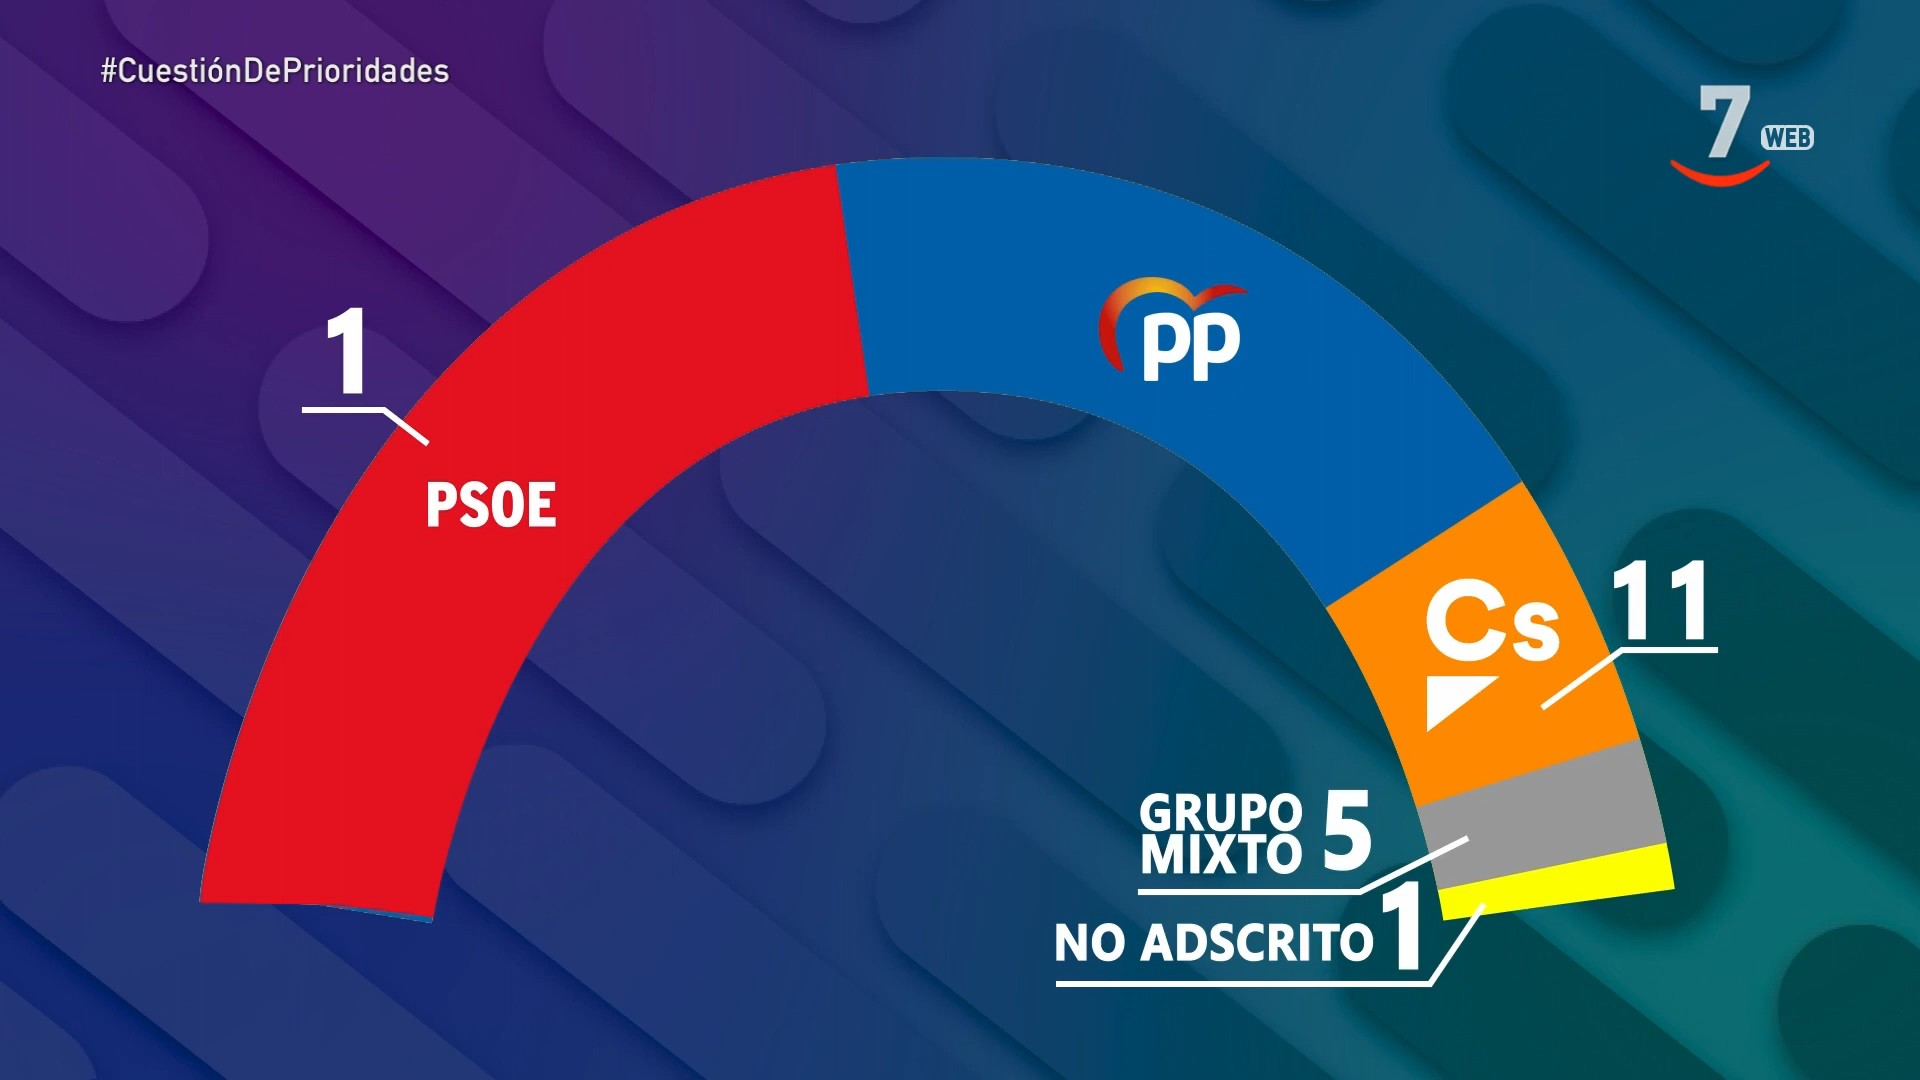 #CuestiónDePrioridades
7 WEB
1
PSOE
pp
Cs
11
GRUPO
MIXTO 5
NO ADSCRITO 1